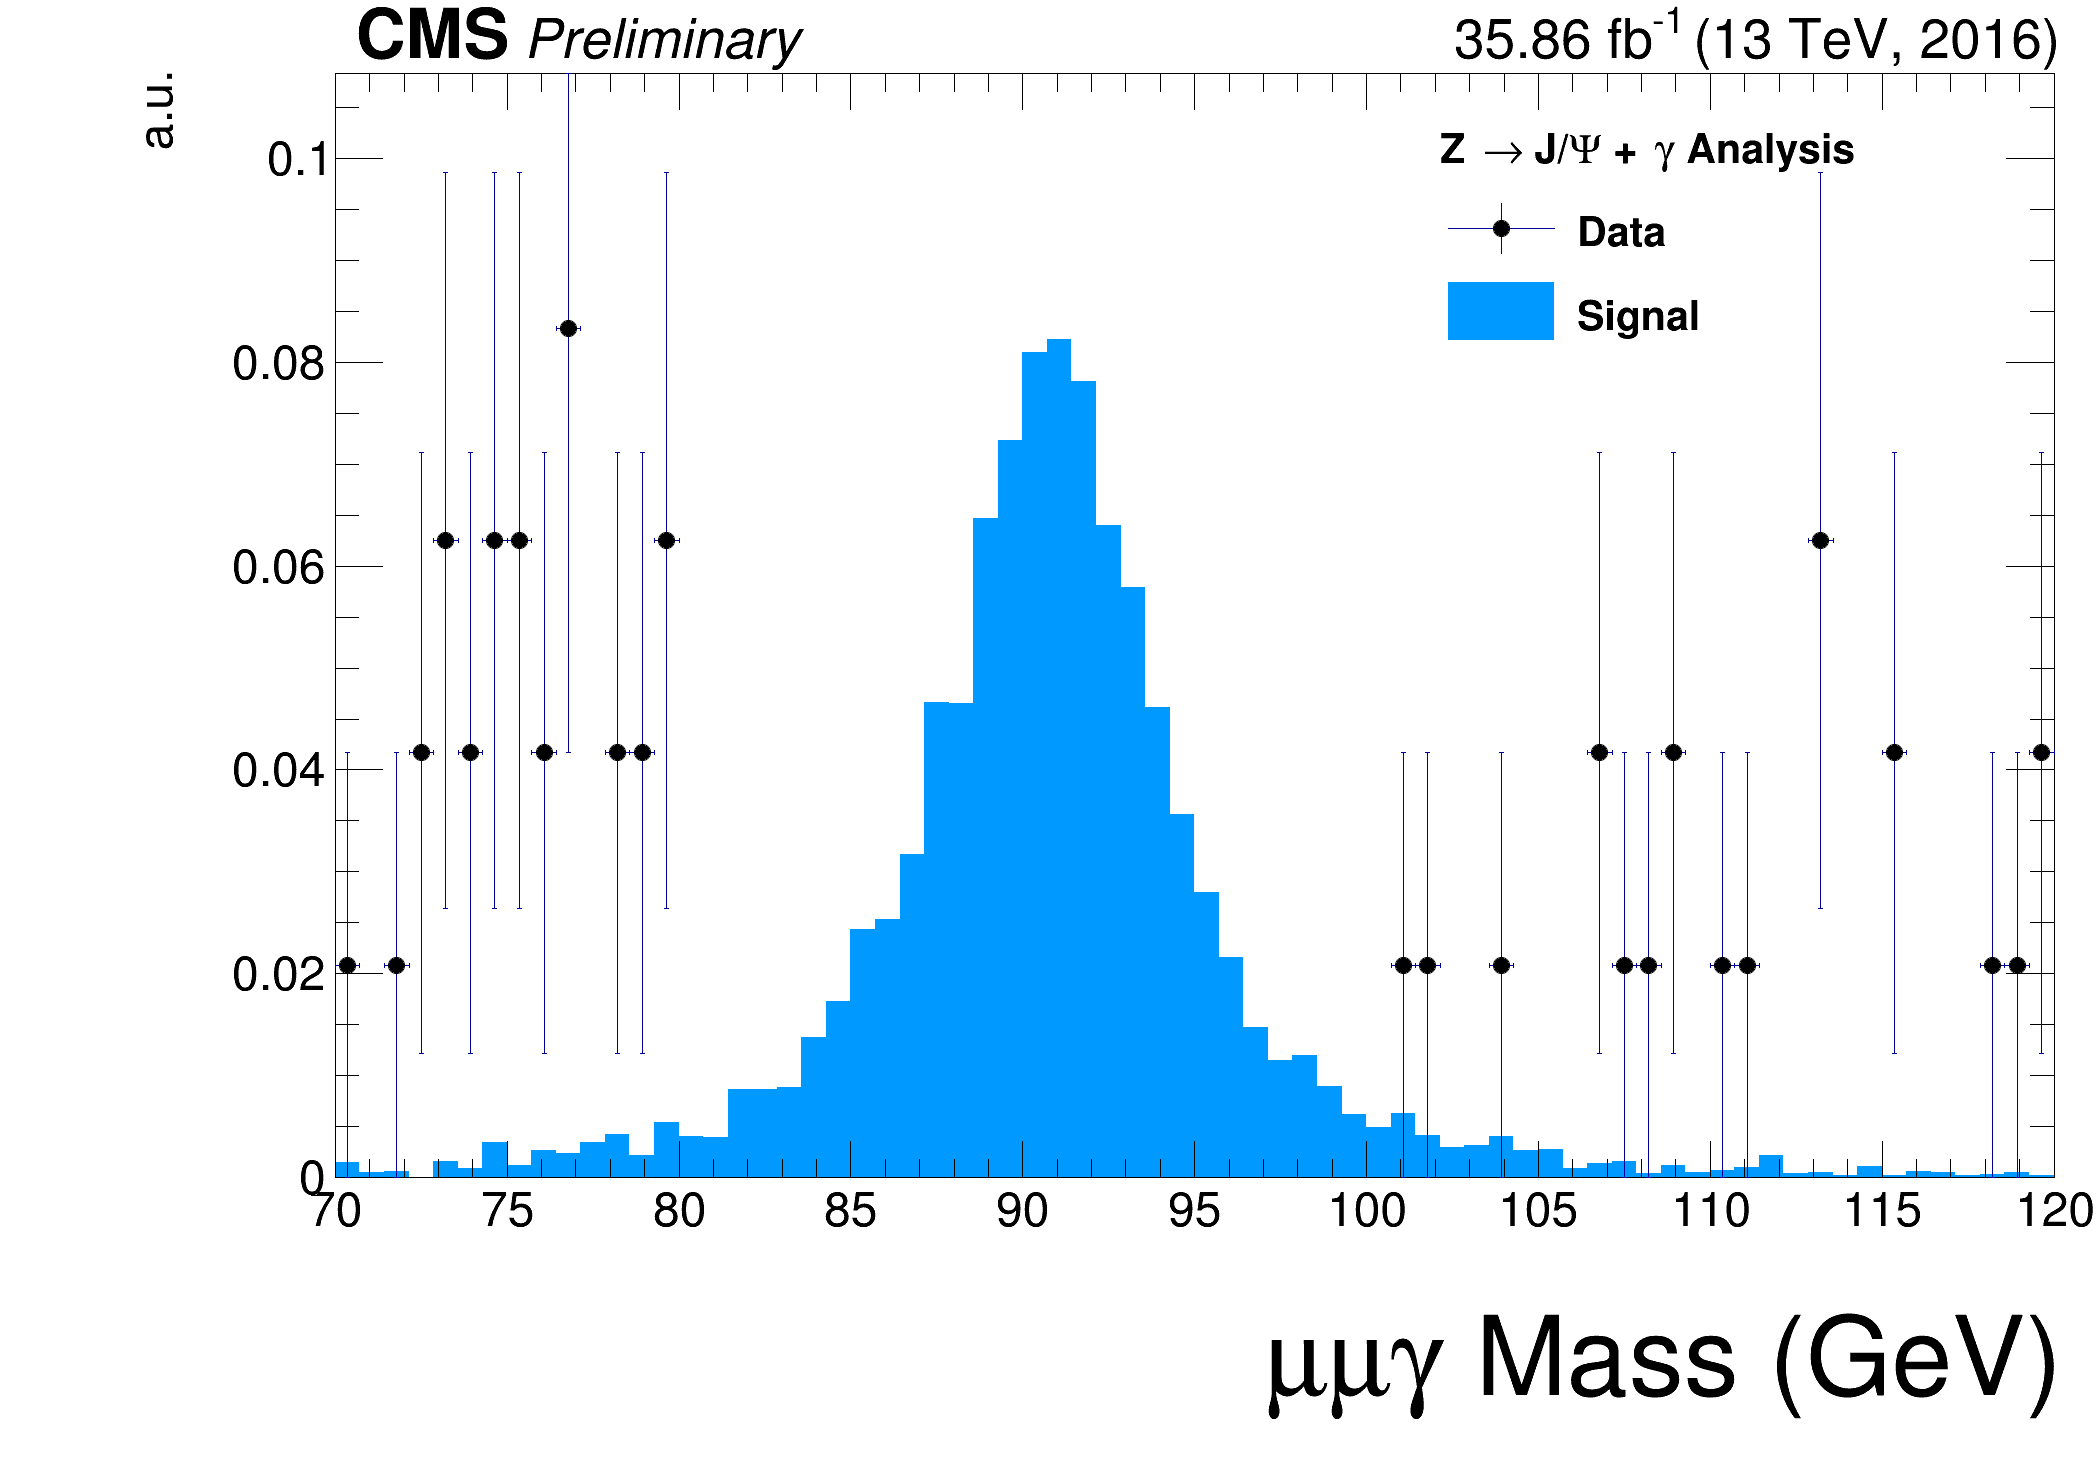 CMS Preliminary 35.86 fb⁻¹ (13 TeV, 2016)
a.u.
Z → J/Ψ + γ Analysis
Data
Signal
0.1
0.08
0.06
0.04
0.02
0
70 75 80 85 90 95 100 105 110 115 120
μμγ Mass (GeV)